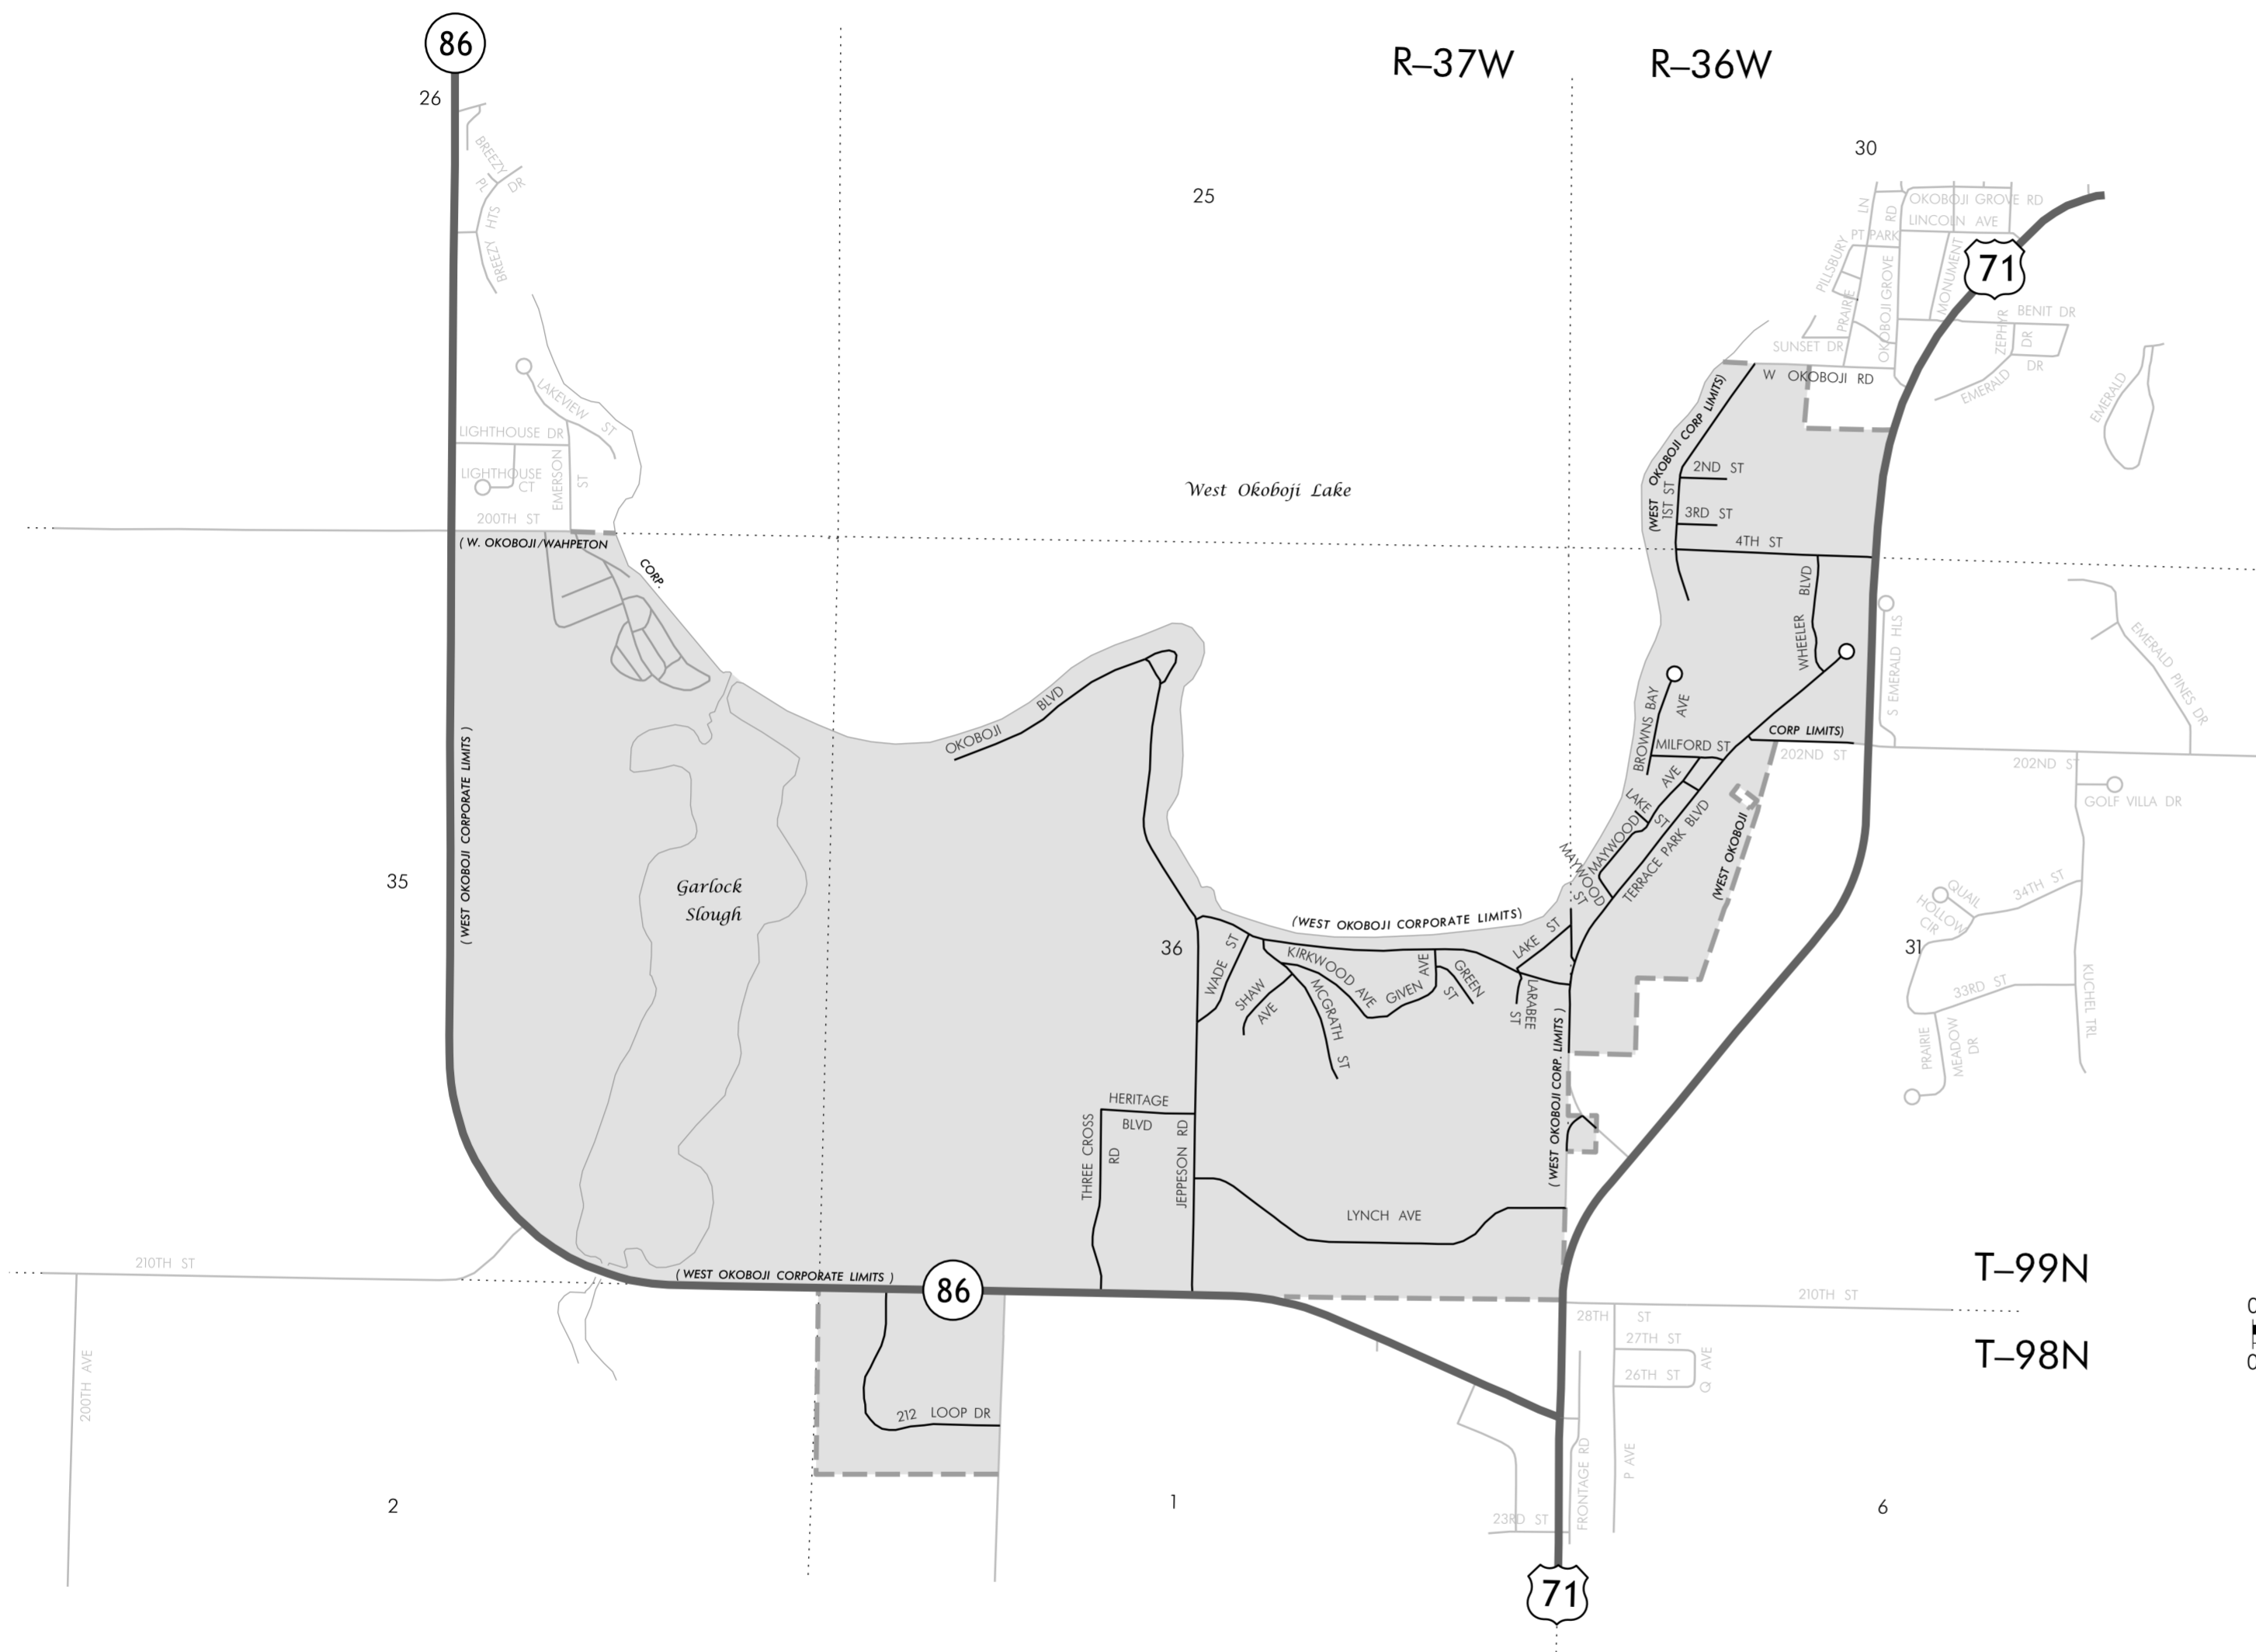 86
R–37W
R–36W
26
30
25
BREEZY
PL
DR
BREEZY HTS
LN
RD
OKOBOJI GROVE RD
LINCOLN AVE
PT PARK
PILLSBURY
PRAIRIE
OKOBOJI GROVE
MONUMENT
71
BENIT DR
ZEPHYR
DR
SUNSET DR
DR
EMERALD
EMERALD
W OKOBOJI RD
LAKEVIEW ST
LIGHTHOUSE DR
LIGHTHOUSE
CT
EMERSON
ST
200TH ST
(WEST OKOBOJI CORP LIMITS)
West Okoboji Lake
2ND ST
1ST ST
3RD ST
4TH ST
( W. OKOBOJI/WAHPETON
CORP.
WHEELER BLVD
S EMERALD HLS
EMERALD PINES DR
BROWNS BAY
AVE
OKOBOJI BLVD
MILFORD ST
CORP LIMITS)
202ND ST
202ND ST
GOLF VILLA DR
( WEST OKOBOJI CORPORATE LIMITS )
LAKE
ST
MAYWOOD
AVE
MAYWOOD
ST
TERRACE PARK BLVD
(WEST OKOBOJI
35
Garlock
Slough
QUAIL
HOLLOW
CIR
34TH ST
31
(WEST OKOBOJI CORPORATE LIMITS)
36
WADE ST
SHAW
AVE
KIRKWOOD AVE
MCGRATH ST
GIVEN
AVE
GREEN
ST
LAKE ST
LARABEE
ST
33RD ST
KUCHEL TRL
PRAIRIE
MEADOW
DR
( WEST OKOBOJI CORP. LIMITS )
HERITAGE
BLVD
THREE CROSS
RD
JEPPESON RD
LYNCH AVE
210TH ST
( WEST OKOBOJI CORPORATE LIMITS )
86
T–99N
210TH ST
28TH ST
27TH ST
26TH ST
Q AVE
T–98N
0
0
200TH AVE
212 LOOP DR
FRONTAGE RD
P AVE
23RD ST
2
1
6
71